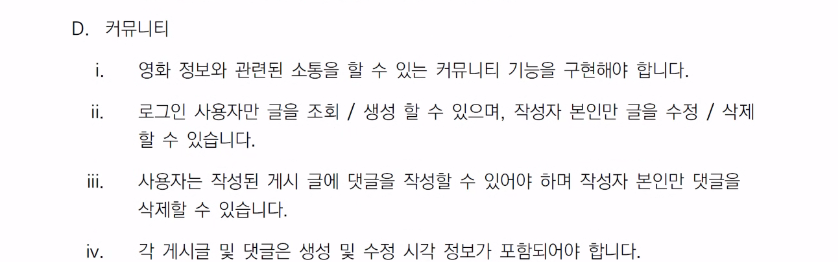 D. 커뮤니티
i. 영화 정보와 관련된 소통을 할 수 있는 커뮤니티 기능을 구현해야 합니다.
ii. 로그인 사용자만 글을 조회 / 생성 할 수 있으며, 작성자 본인만 글을 수정 / 삭제
할 수 있습니다.
iii. 사용자는 작성된 게시 글에 댓글을 작성할 수 있어야 하며 작성자 본인만 댓글을
삭제할 수 있습니다.
iv. 각 게시글 및 댓글은 생성 및 수정 시각 정보가 포함되어야 합니다.